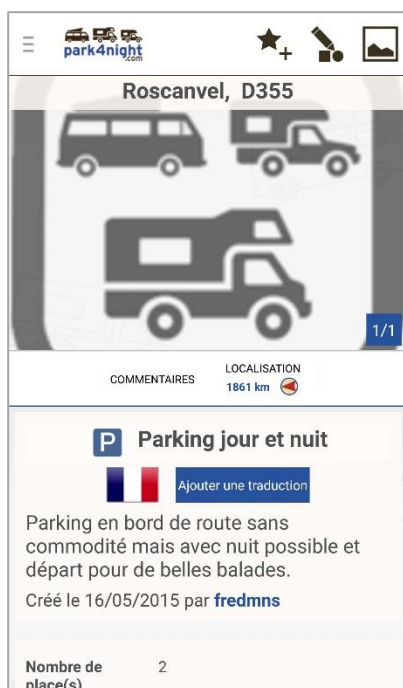 park4night
.com
Roscanvel, D355
1/1
COMMENTAIRES
LOCALISATION
1861 km
P Parking jour et nuit
Ajouter une traduction
Parking en bord de route sans
commodité mais avec nuit possible et
départ pour de belles balades.
Créé le 16/05/2015 par fredmns
Nombre de 2
place(s)